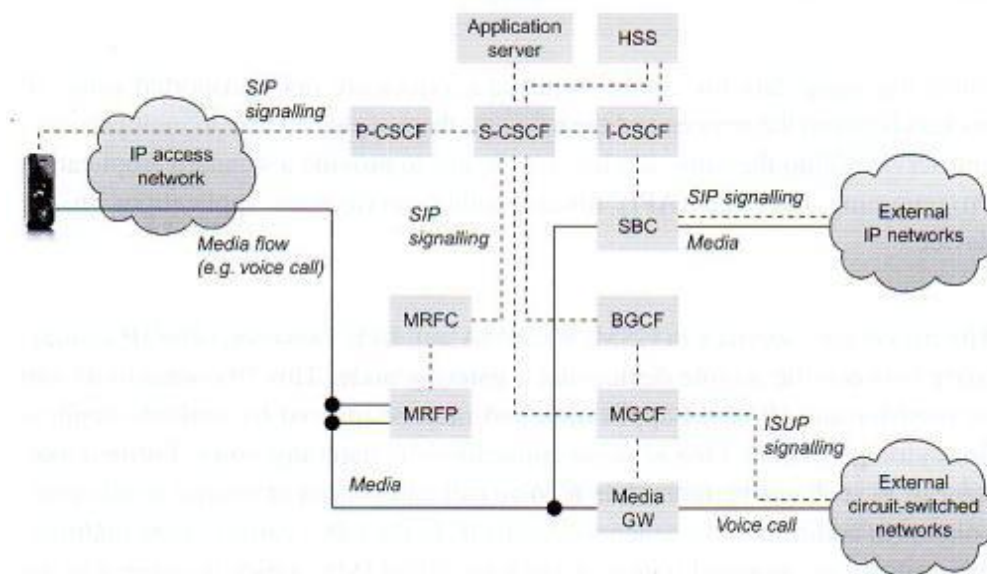 Application
server
HSS
SIP
signalling
P-CSCF
S-CSCF
I-CSCF
IP access
network
SIP
signalling
SIP signalling
SBC
Media
External
IP networks
Media flow
(e.g. voice call)
MRFC
BGCF
MRFP
MGCF
ISUP
signalling
Media
Media
GW
Voice call
External
circuit-switched
networks